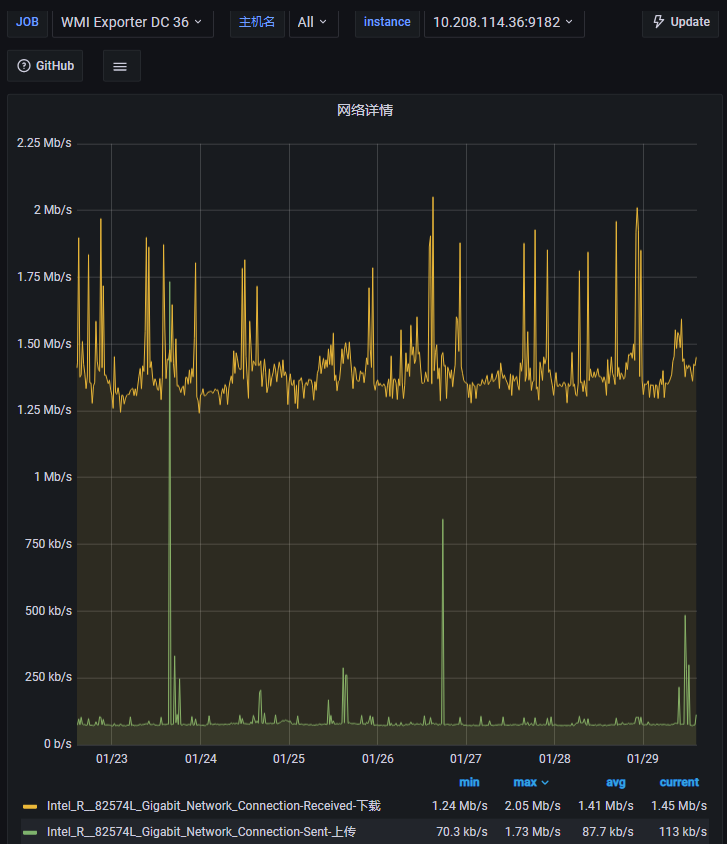 JOB WMI Exporter DC 36 主机名 All instance 10.208.114.36:9182 Update
GitHub
网络详情
2.25 Mb/s
2 Mb/s
1.75 Mb/s
1.50 Mb/s
1.25 Mb/s
1 Mb/s
750 kb/s
500 kb/s
250 kb/s
0 b/s
01/23 01/24 01/25 01/26 01/27 01/28 01/29
min max avg current
Intel_R__82574L_Gigabit_Network_Connection-Received-下载 1.24 Mb/s 2.05 Mb/s 1.41 Mb/s 1.45 Mb/s
Intel_R__82574L_Gigabit_Network_Connection-Sent-上传 70.3 kb/s 1.73 Mb/s 87.7 kb/s 113 kb/s